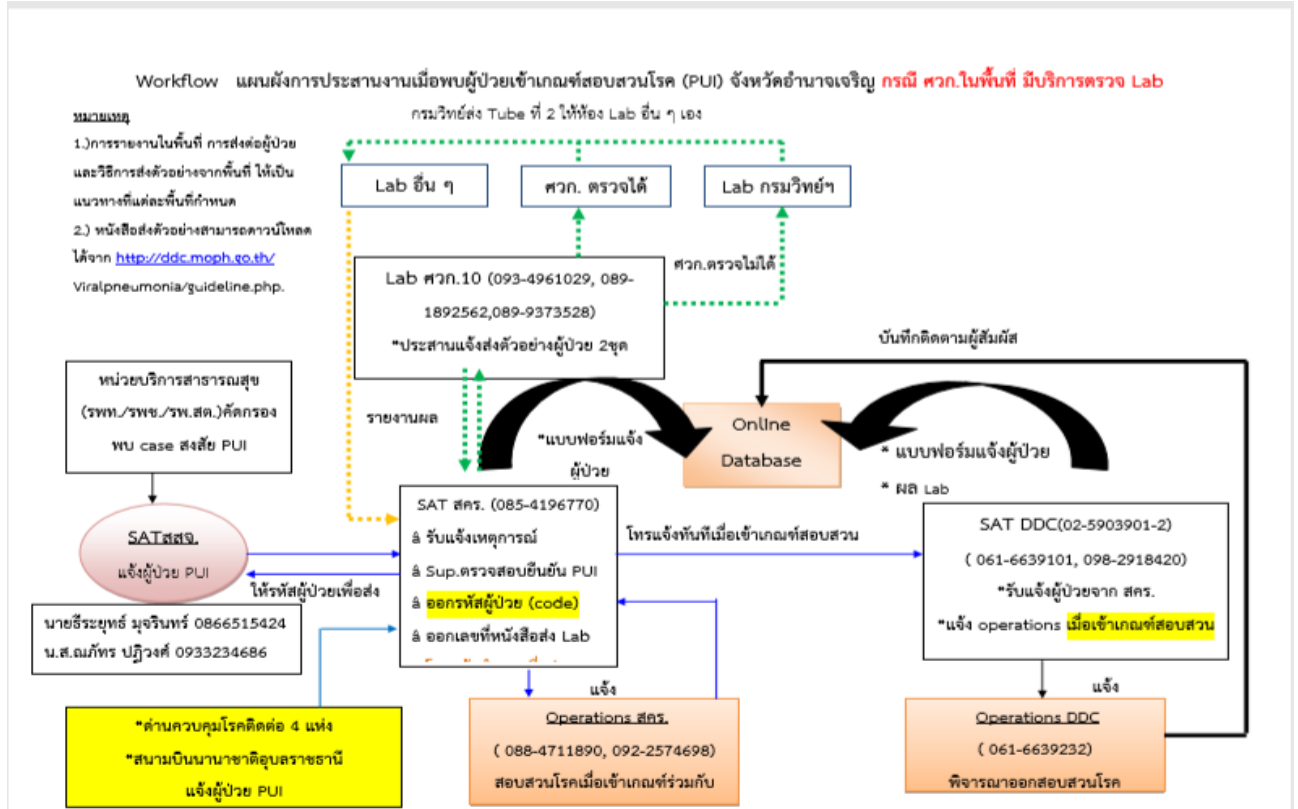 Workflow แผนผังการประสานงานเมื่อพบผู้ป่วยเข้าเกณฑ์สอบสวนโรค (PUI) จังหวัดอำนาจเจริญ กรณี ศวก.ในพื้นที่ มีบริการตรวจ Lab
กรมวิทย์ส่ง Tube ที่ 2 ให้ห้อง Lab อื่น ๆ เอง
หมายเหตุ
1.)การรายงานในพื้นที่ การส่งต่อผู้ป่วย
และวิธีการส่งตัวอย่างจากพื้นที่ ให้เป็น
แนวทางที่แต่ละพื้นที่กำหนด
2.) หนังสือส่งตัวอย่างสามารถดาวน์โหลด
ได้จาก http://ddc.moph.go.th/
Viralpneumonia/guideline.php.
Lab อื่น ๆ
ศวก. ตรวจได้
Lab กรมวิทย์ฯ
ศวก.ตรวจไม่ได้
Lab ศวก.10 (093-4961029, 089-
1892562,089-9373528)
*ประสานแจ้งส่งตัวอย่างผู้ป่วย 2ชุด
บันทึกติดตามผู้สัมผัส
หน่วยบริการสาธารณสุข
(รพท./รพช./รพ.สต.)คัดกรอง
พบ case สงสัย PUI
รายงานผล
*แบบฟอร์มแจ้ง
ผู้ป่วย
Online
Database
* แบบฟอร์มแจ้งผู้ป่วย
* ผล Lab
SATสสจ.
แจ้งผู้ป่วย PUI
ให้รหัสผู้ป่วยเพื่อส่ง
นายธีระยุทธ์ มุจรินทร์ 0866515424
น.ส.ณภัทร ปฏิวงศ์ 0933234686
SAT สคร. (085-4196770)
â รับแจ้งเหตุการณ์
â Sup.ตรวจสอบยืนยัน PUI
â ออกรหัสผู้ป่วย (code)
â ออกเลขที่หนังสือส่ง Lab
โทรแจ้งทันทีเมื่อเข้าเกณฑ์สอบสวน
SAT DDC(02-5903901-2)
( 061-6639101, 098-2918420)
*รับแจ้งผู้ป่วยจาก สคร.
*แจ้ง operations เมื่อเข้าเกณฑ์สอบสวน
แจ้ง
แจ้ง
*ด่านควบคุมโรคติดต่อ 4 แห่ง
*สนามบินนานาชาติอุบลราชธานี
แจ้งผู้ป่วย PUI
Operations สคร.
( 088-4711890, 092-2574698)
สอบสวนโรคเมื่อเข้าเกณฑ์ร่วมกับ
Operations DDC
(061-6639232)
พิจารณาออกสอบสวนโรค